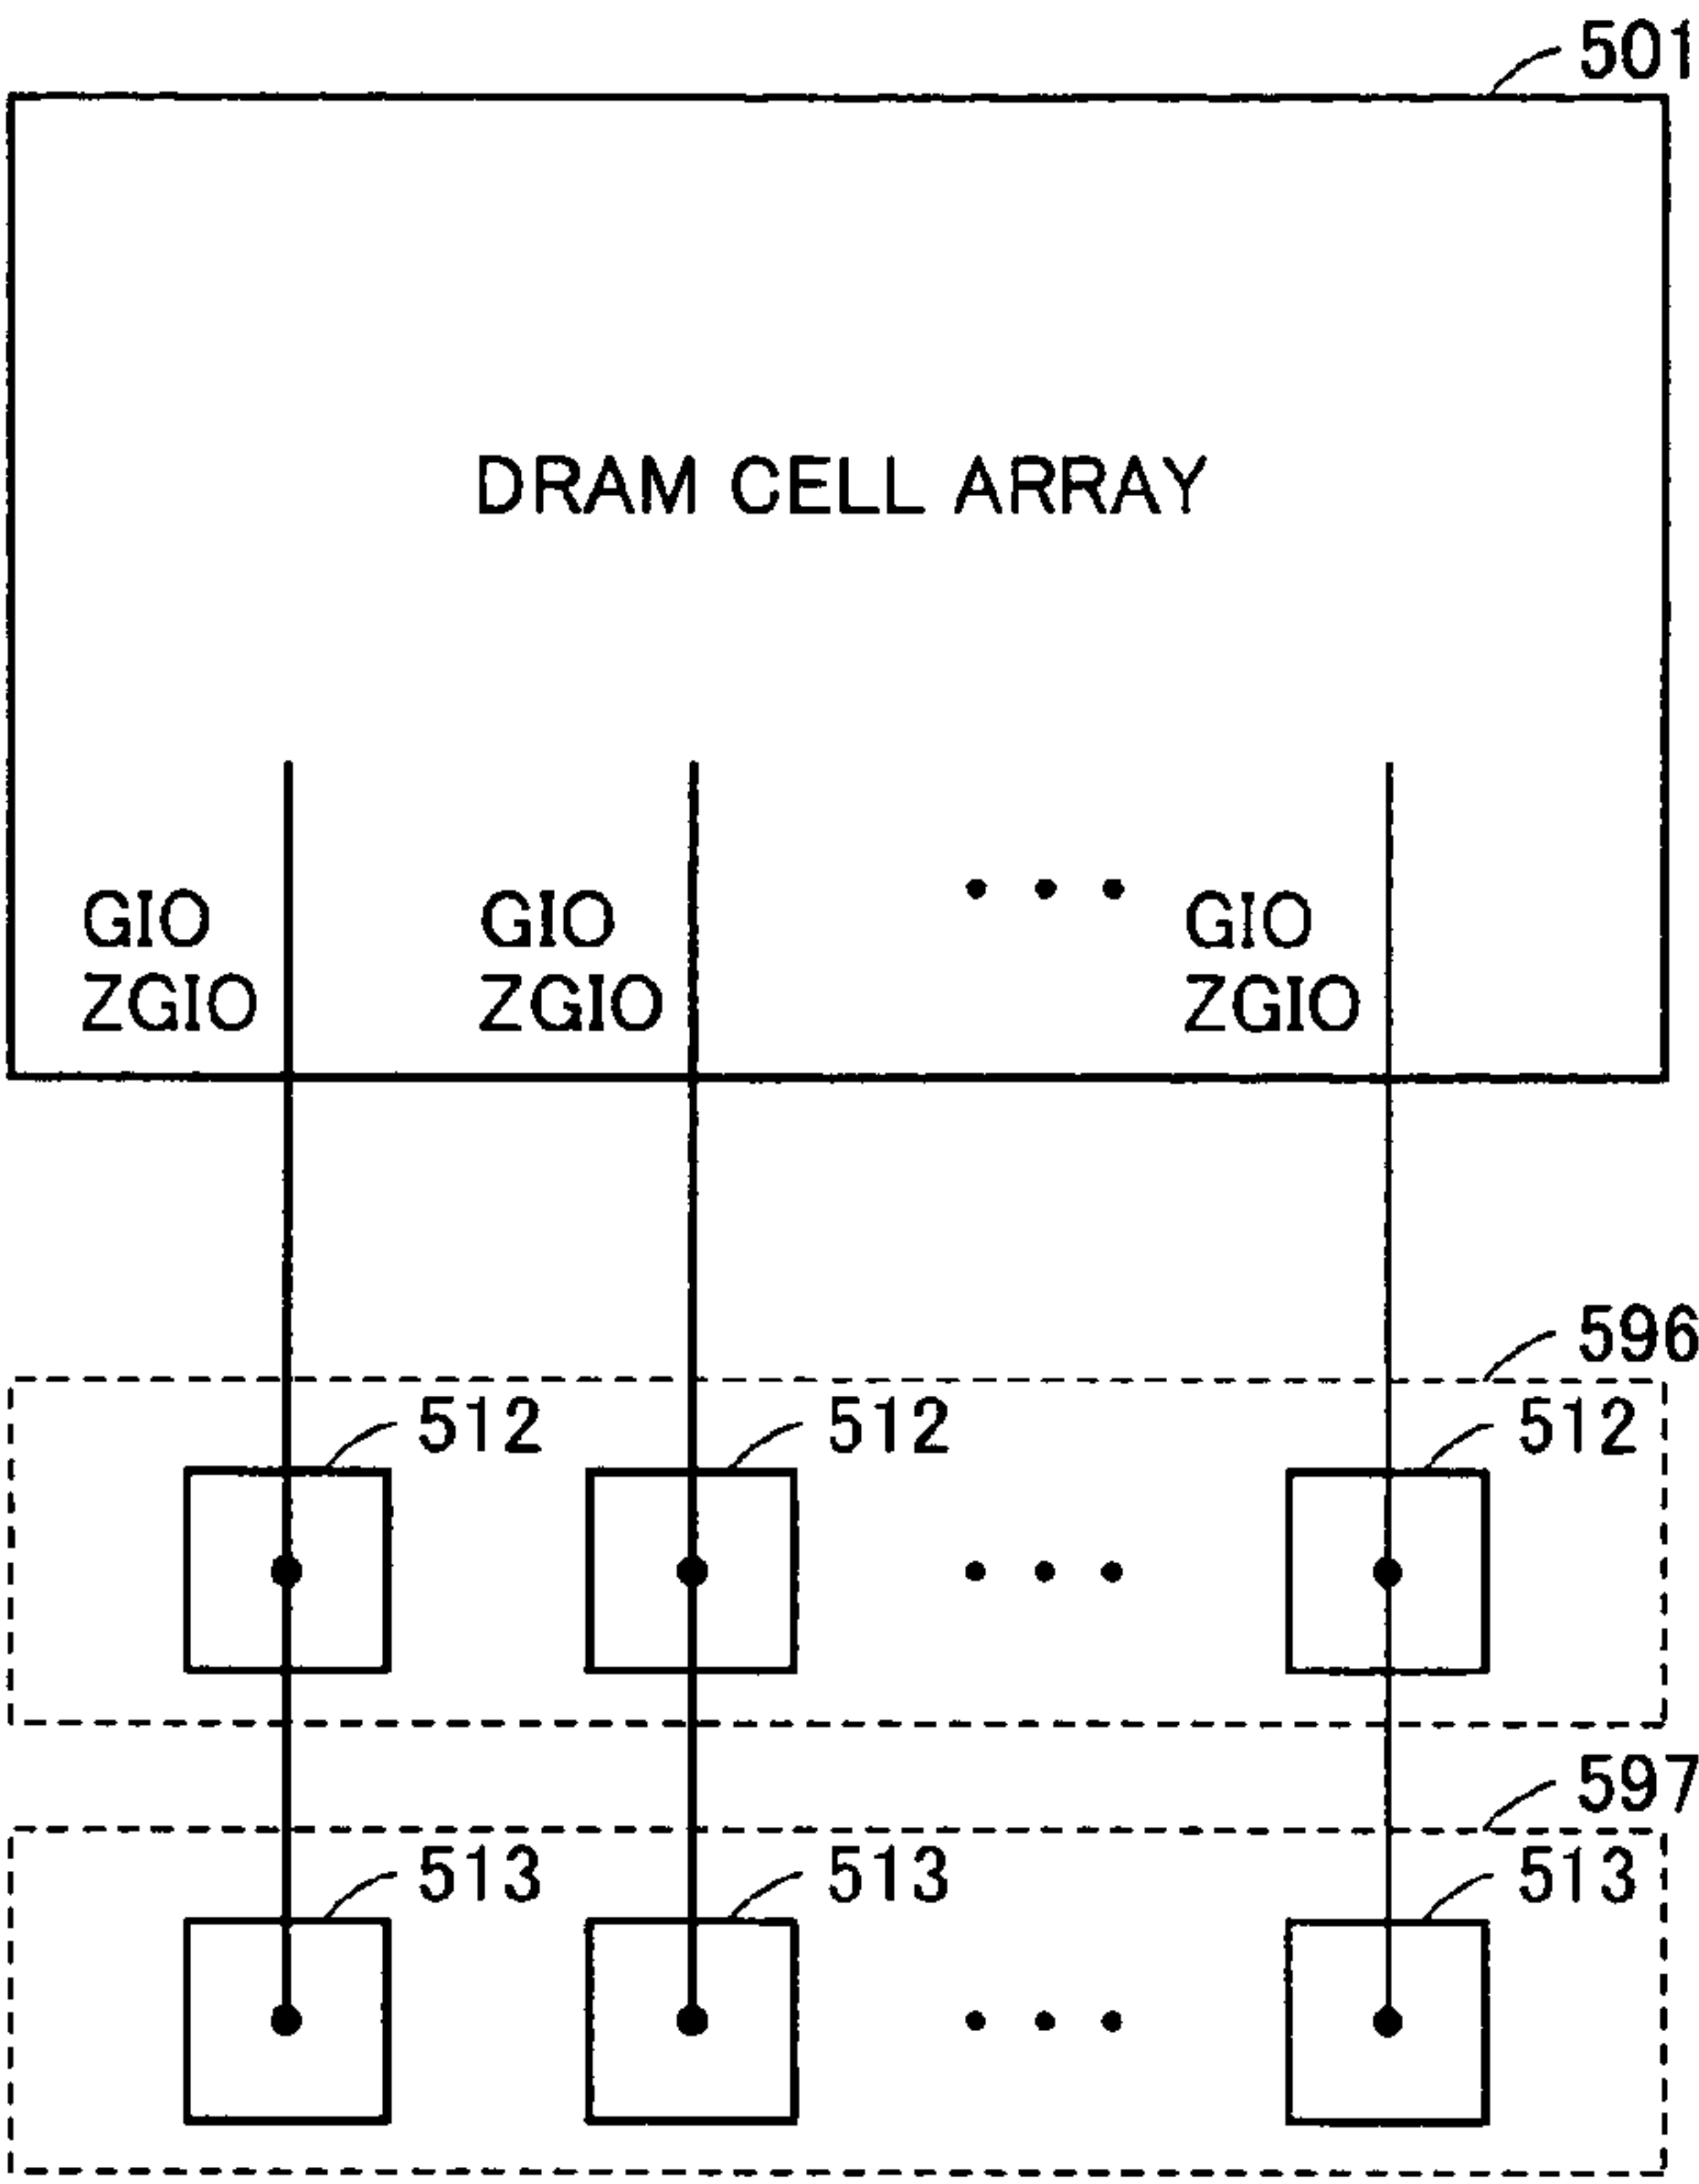 501
DRAM CELL ARRAY
GIO GIO GIO
ZGIO ZGIO ZGIO
596
512 512 512
597
513 513 513